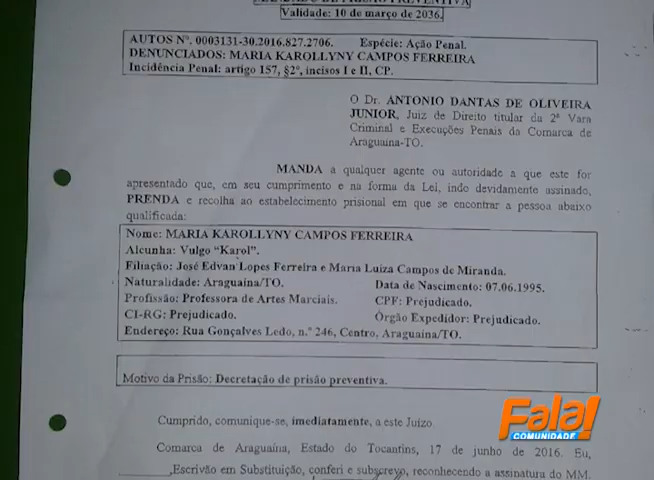 MANDADO DE PRISÃO PREVENTIVA
Validade: 10 de março de 2036.
AUTOS Nº. 0003131-30.2016.827.2706. Espécie: Ação Penal.
DENUNCIADOS: MARIA KAROLLYNY CAMPOS FERREIRA
Incidência Penal: artigo 157, §2º, incisos I e II, CP.
O Dr. ANTONIO DANTAS DE OLIVEIRA
JUNIOR, Juiz de Direito titular da 2ª Vara
Criminal e Execuções Penais da Comarca de
Araguaína-TO.
MANDA a qualquer agente ou autoridade a que este for
apresentado que, em seu cumprimento e na forma da Lei, indo devidamente assinado,
PRENDA e recolha ao estabelecimento prisional em que se encontrar a pessoa abaixo
qualificada:
Nome: MARIA KAROLLYNY CAMPOS FERREIRA
Alcunha: Vulgo “Karol”.
Filiação: José Edvan Lopes Ferreira e Maria Luiza Campos de Miranda.
Naturalidade: Araguaína/TO. Data de Nascimento: 07.06.1995.
Profissão: Professora de Artes Marciais. CPF: Prejudicado.
CI-RG: Prejudicado. Órgão Expedidor: Prejudicado.
Endereço: Rua Gonçalves Ledo, n.º 246, Centro, Araguaína/TO.
Motivo da Prisão: Decretação de prisão preventiva.
Cumprido, comunique-se, imediatamente, a este Juízo.
Comarca de Araguaína, Estado do Tocantins, 17 de junho de 2016. Eu,
,Escrivão em Substituição, conferi e subscrevo, reconhecendo a assinatura do MM.
Fala!
COMUNIDADE